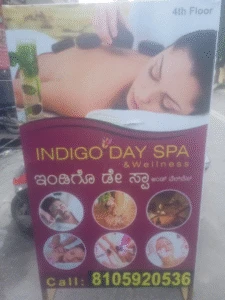 4th Floor
INDIGO DAY SPA
& Wellness
ಇಂಡಿಗೊ ಡೇ ಸ್ಪಾ ಅಂಡ್ ವೆಲ್‌ನೆಸ್
Call: 8105920536